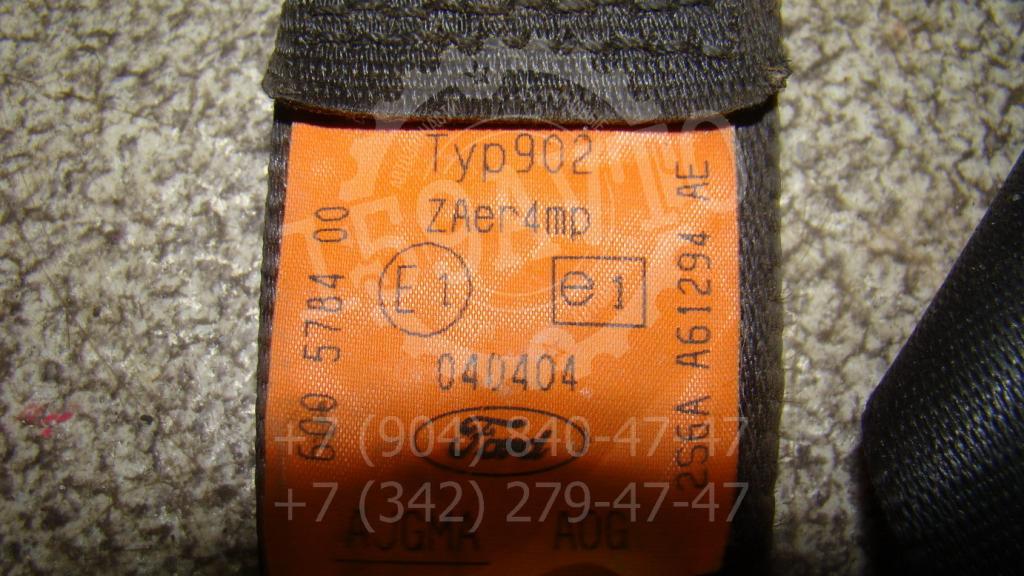 Typ902
ZAer4mp
E 1
e 1
040404
Ford
AOG
600 5784 00
2S6A A61294 AE
+7 (904) 840-47-47
+7 (342) 279-47-47